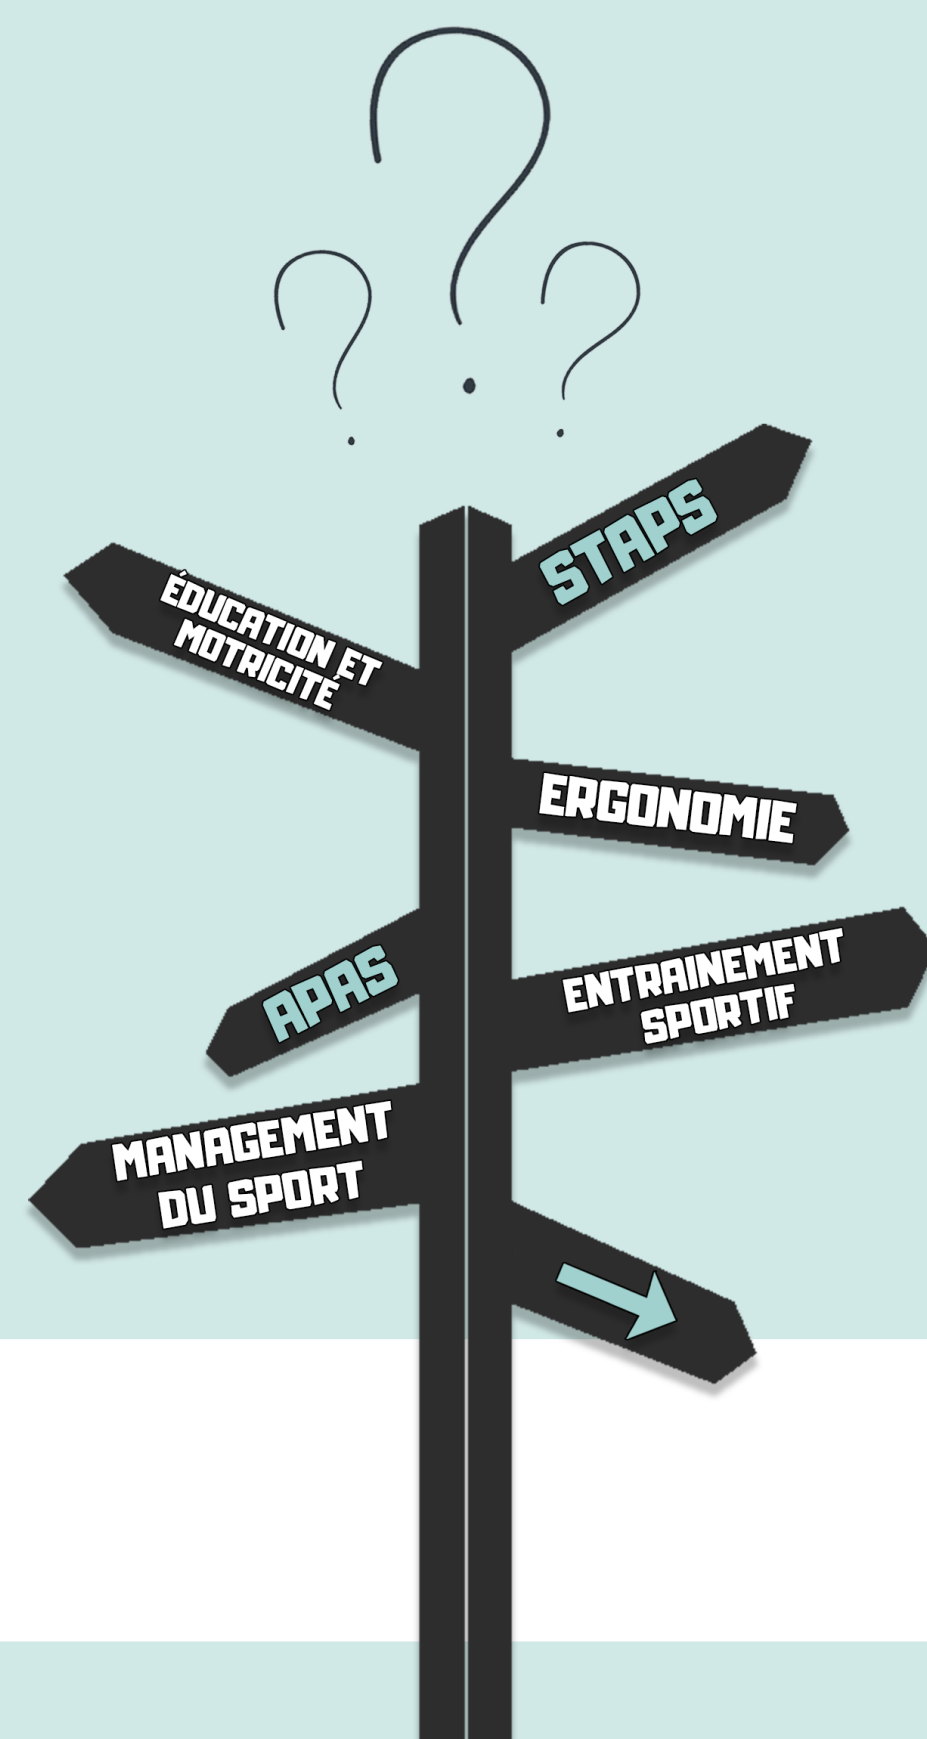 STAPS
ÉDUCATION ET
MOTRICITÉ
ERGONOMIE
APAS
ENTRAINEMENT
SPORTIF
MANAGEMENT
DU SPORT